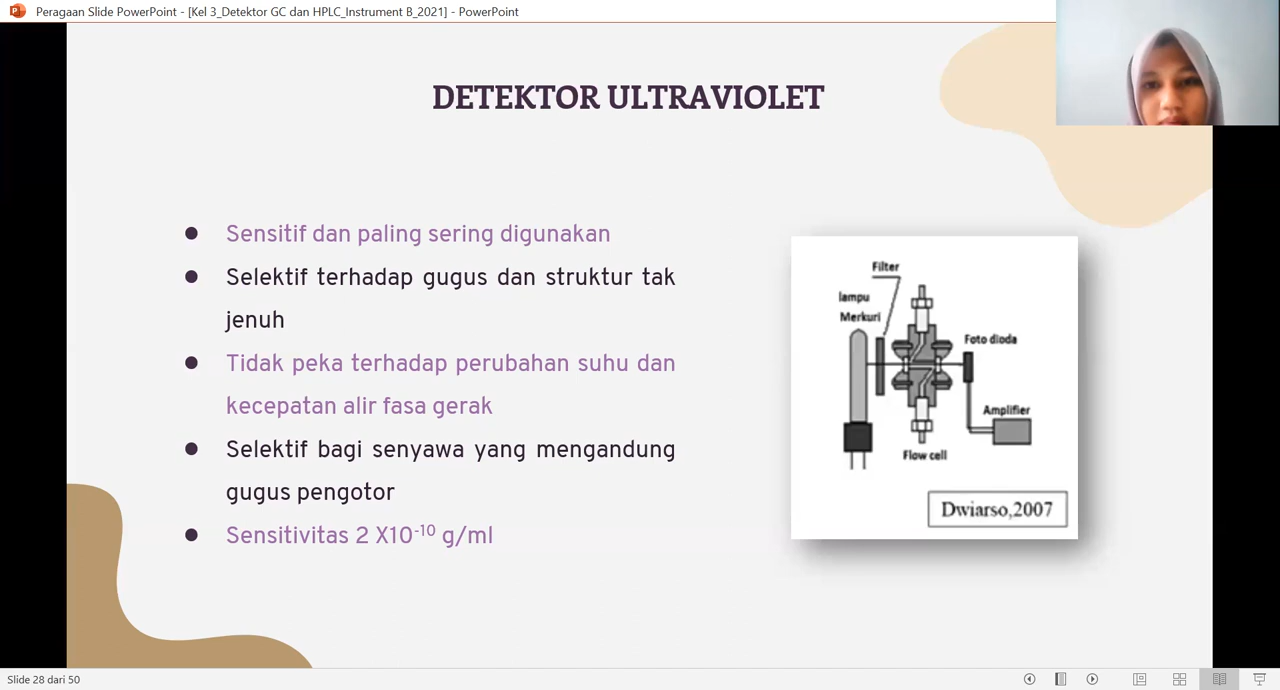 Peragaan Slide PowerPoint - [Kel 3_Detektor GC dan HPLC_Instrument B_2021] - PowerPoint
DETEKTOR ULTRAVIOLET
Sensitif dan paling sering digunakan
Selektif terhadap gugus dan struktur tak
jenuh
Tidak peka terhadap perubahan suhu dan
kecepatan alir fasa gerak
Selektif bagi senyawa yang mengandung
gugus pengotor
Sensitivitas 2 X10⁻¹⁰ g/ml
Filter
lampu
Merkuri
Foto dioda
Amplifier
Flow cell
Dwiarso,2007
Slide 28 dari 50